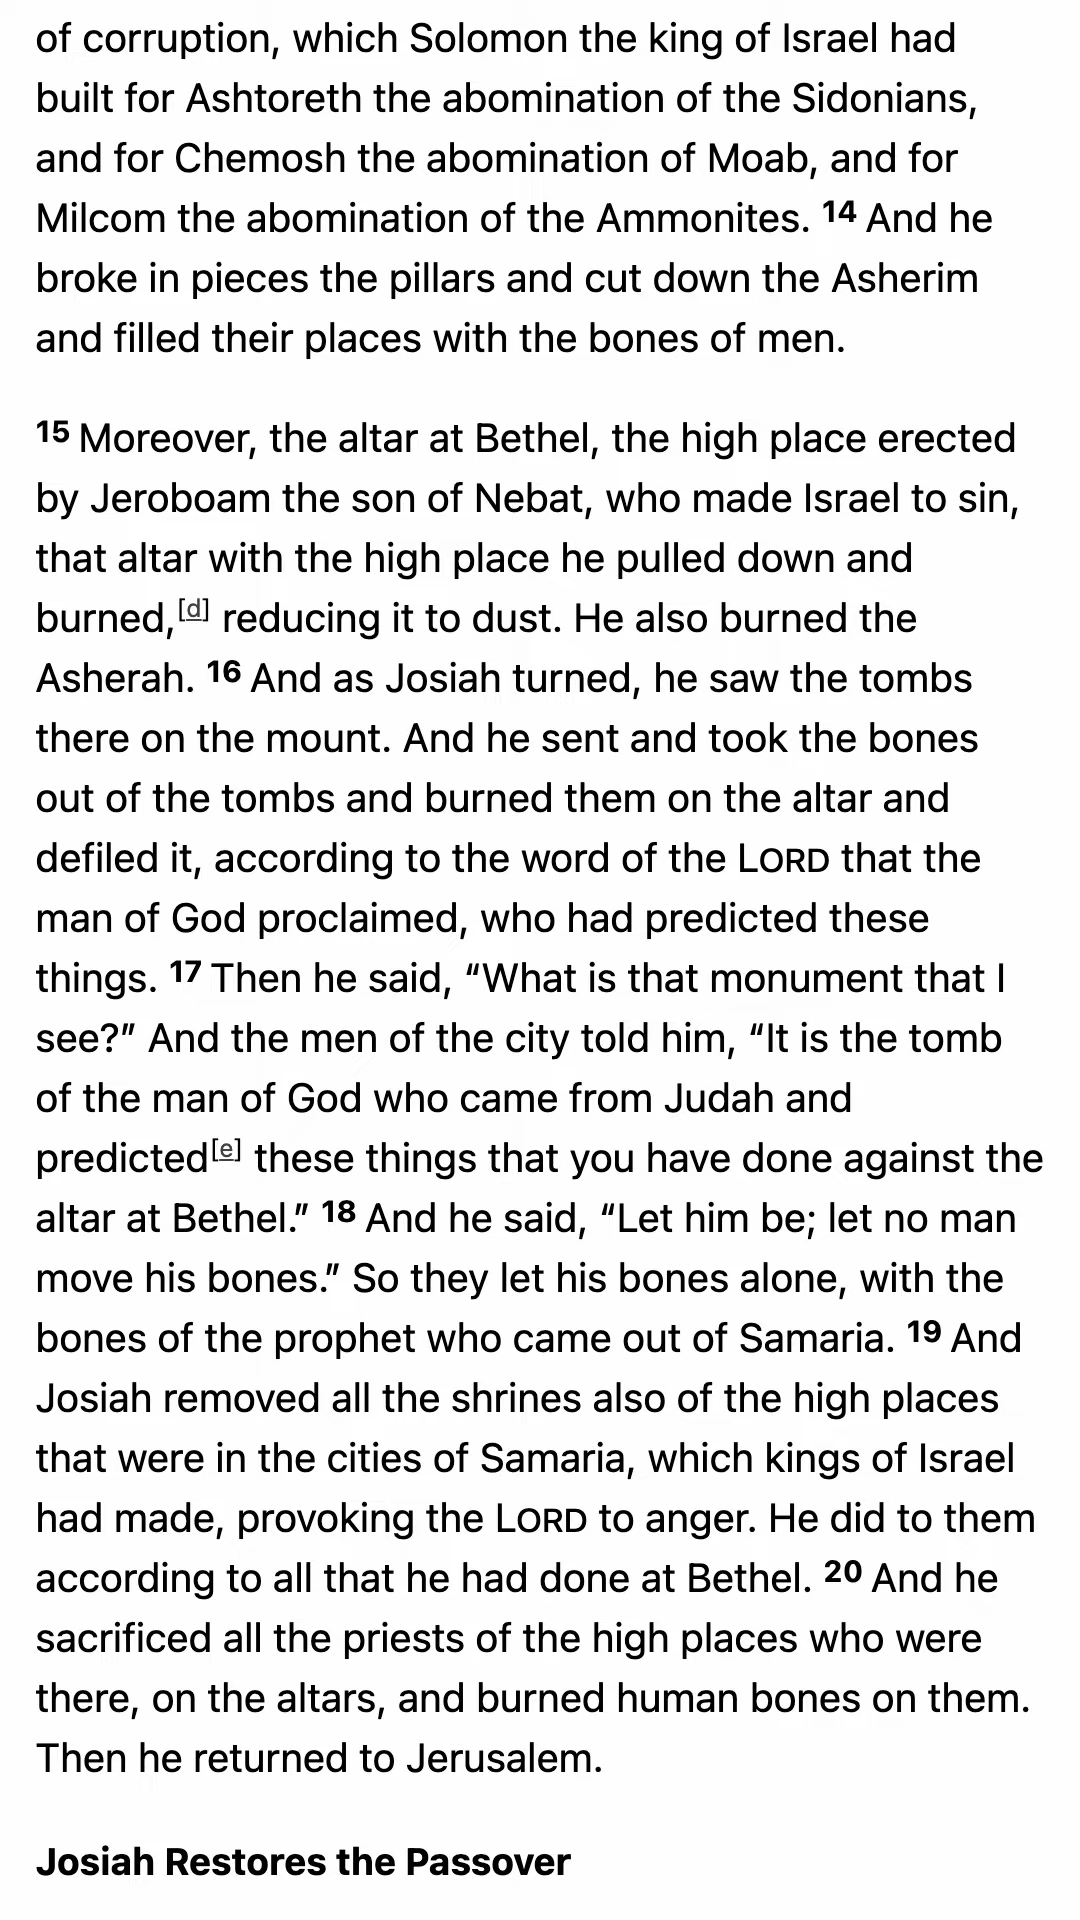 of corruption, which Solomon the king of Israel had
built for Ashtoreth the abomination of the Sidonians,
and for Chemosh the abomination of Moab, and for
Milcom the abomination of the Ammonites. 14 And he
broke in pieces the pillars and cut down the Asherim
and filled their places with the bones of men.
15 Moreover, the altar at Bethel, the high place erected
by Jeroboam the son of Nebat, who made Israel to sin,
that altar with the high place he pulled down and
burned,[d] reducing it to dust. He also burned the
Asherah. 16 And as Josiah turned, he saw the tombs
there on the mount. And he sent and took the bones
out of the tombs and burned them on the altar and
defiled it, according to the word of the LORD that the
man of God proclaimed, who had predicted these
things. 17 Then he said, “What is that monument that I
see?” And the men of the city told him, “It is the tomb
of the man of God who came from Judah and
predicted[e] these things that you have done against the
altar at Bethel.” 18 And he said, “Let him be; let no man
move his bones.” So they let his bones alone, with the
bones of the prophet who came out of Samaria. 19 And
Josiah removed all the shrines also of the high places
that were in the cities of Samaria, which kings of Israel
had made, provoking the LORD to anger. He did to them
according to all that he had done at Bethel. 20 And he
sacrificed all the priests of the high places who were
there, on the altars, and burned human bones on them.
Then he returned to Jerusalem.
Josiah Restores the Passover